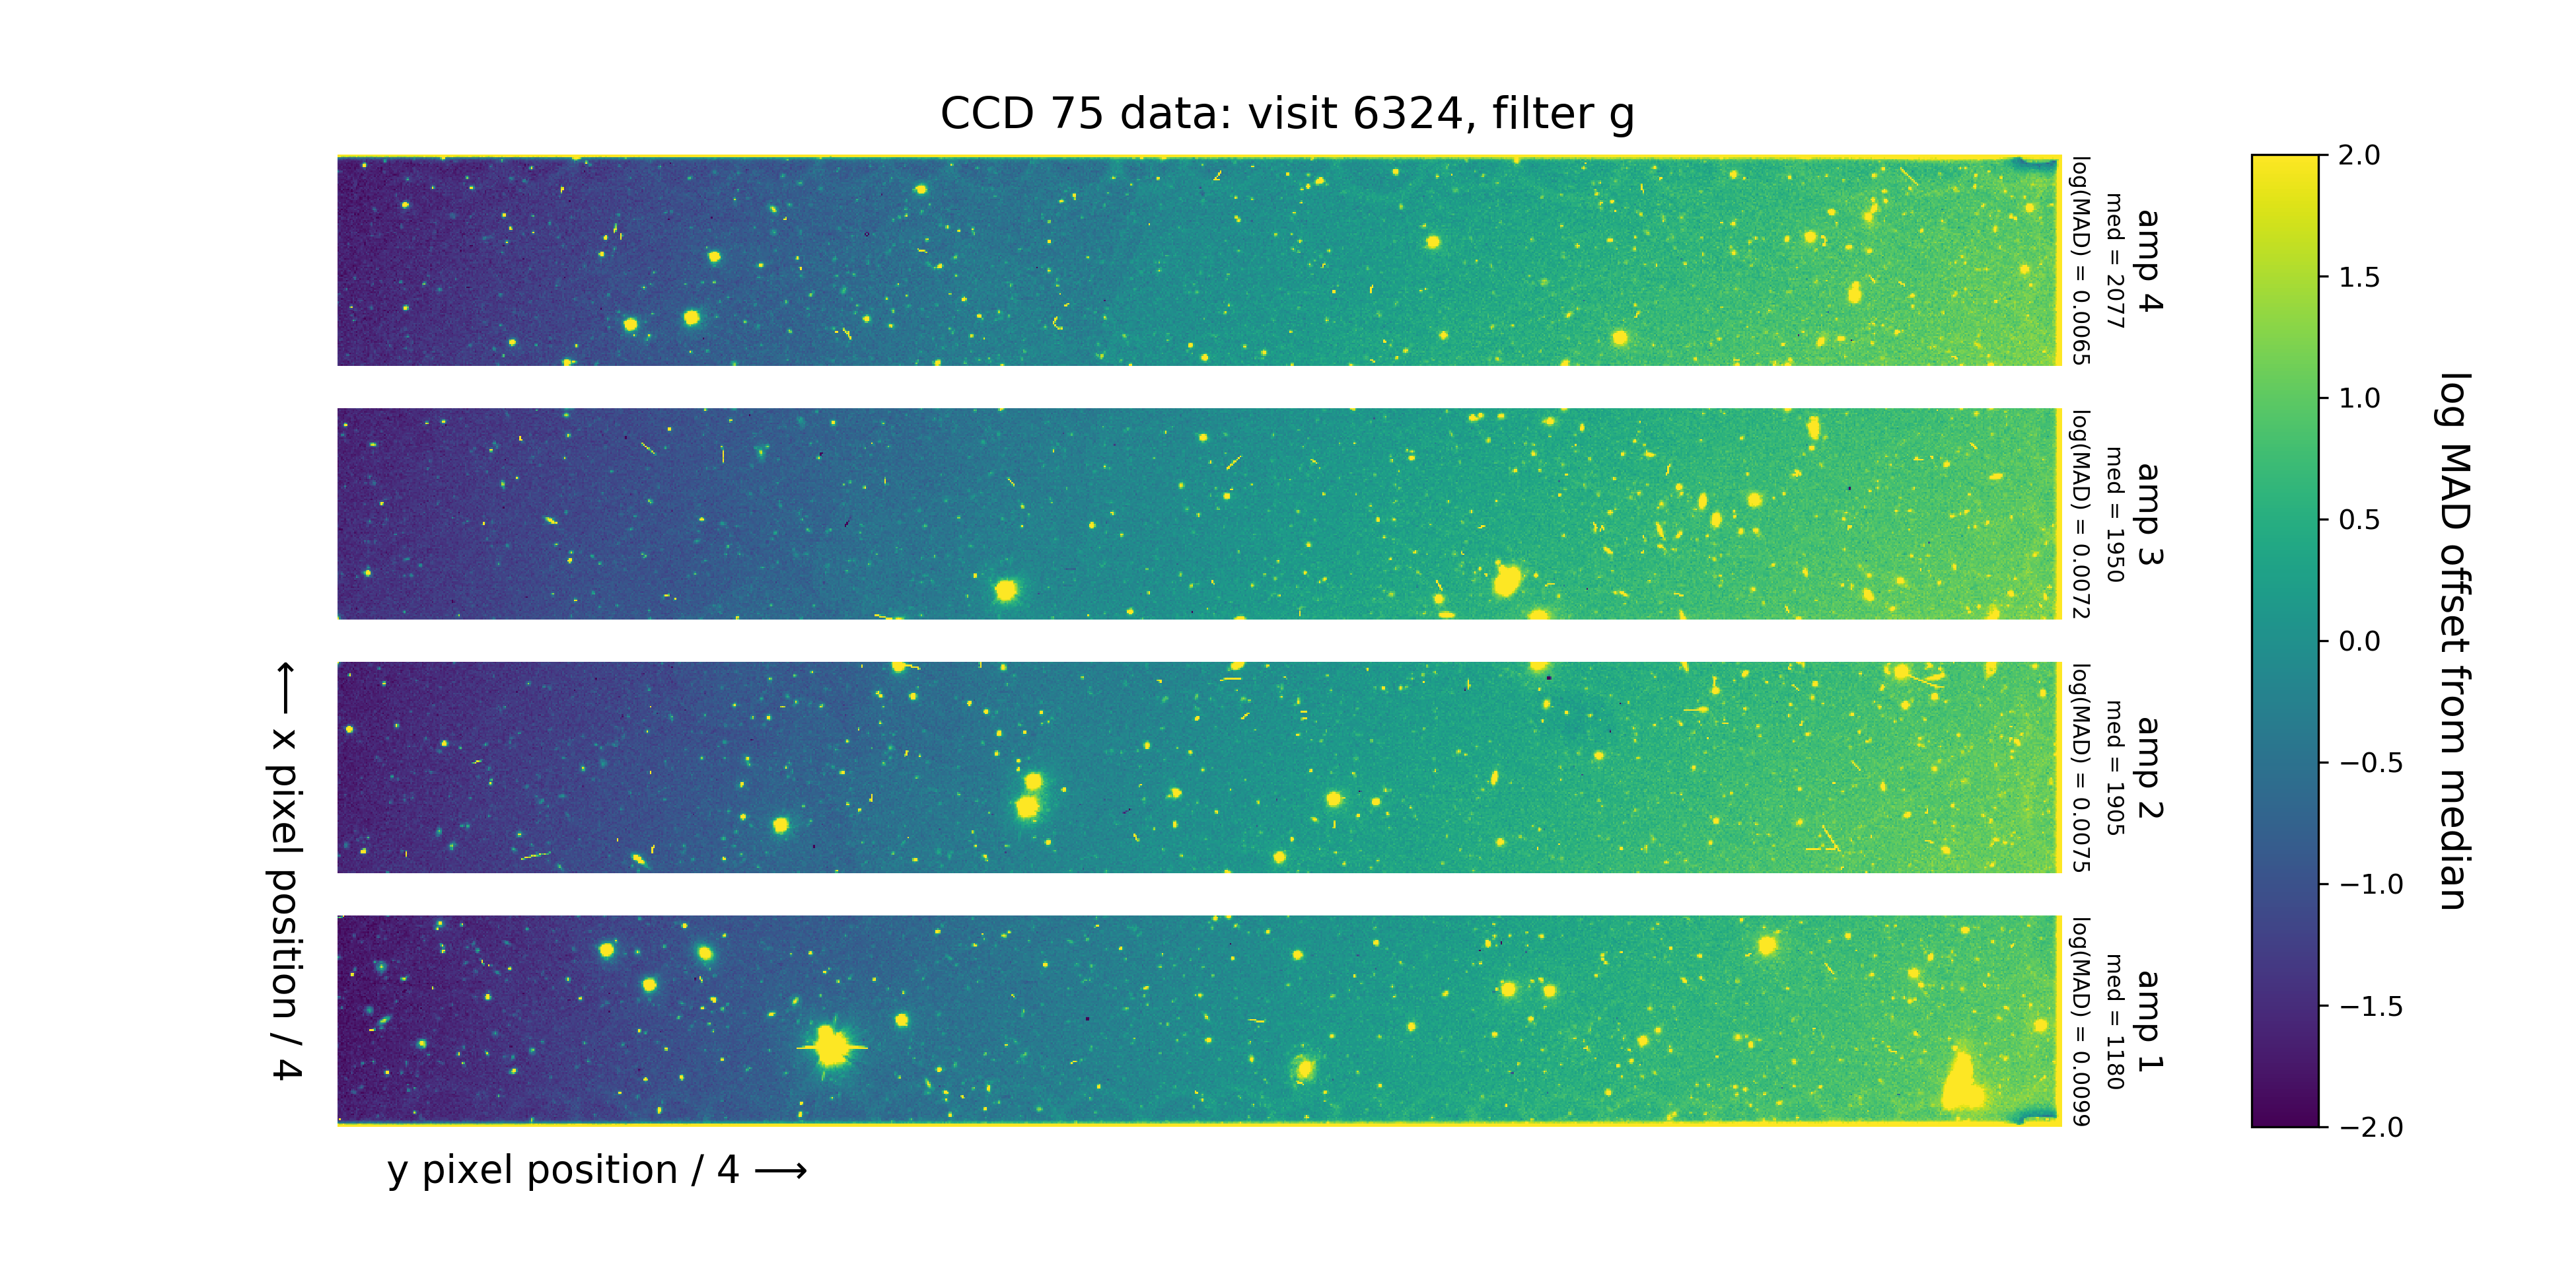 CCD 75 data: visit 6324, filter g
amp 4
med = 2077
log(MAD) = 0.0065
amp 3
med = 1950
log(MAD) = 0.0072
amp 2
med = 1905
log(MAD) = 0.0075
amp 1
med = 1180
log(MAD) = 0.0099
⟵ x pixel position / 4
y pixel position / 4 ⟶
2.0
1.5
1.0
0.5
0.0
−0.5
−1.0
−1.5
−2.0
log MAD offset from median